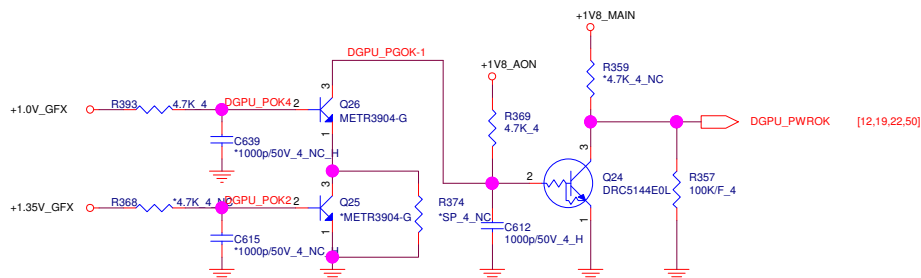 +1V8_MAIN
DGPU_PGOK-1
+1V8_AON
R359
*4.7K_4_NC
+1.0V_GFX
R393
4.7K_4
DGPU_POK4
2
3
1
Q26
METR3904-G
R369
4.7K_4
DGPU_PWROK
[12,19,22,50]
C639
*1000p/50V_4_NC_H
2
3
1
Q24
DRC5144E0L
R357
100K/F_4
+1.35V_GFX
R368
*4.7K_4_NC
DGPU_POK2
2
3
1
Q25
*METR3904-G
R374
*SP_4_NC
C612
1000p/50V_4_H
C615
*1000p/50V_4_NC_H